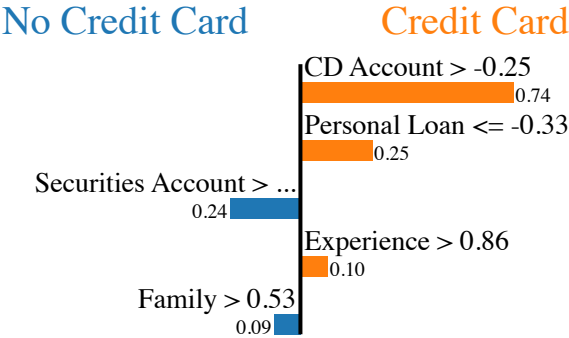 No Credit Card
Credit Card
CD Account > -0.25
0.74
Personal Loan <= -0.33
0.25
Securities Account > ...
0.24
Experience > 0.86
0.10
Family > 0.53
0.09